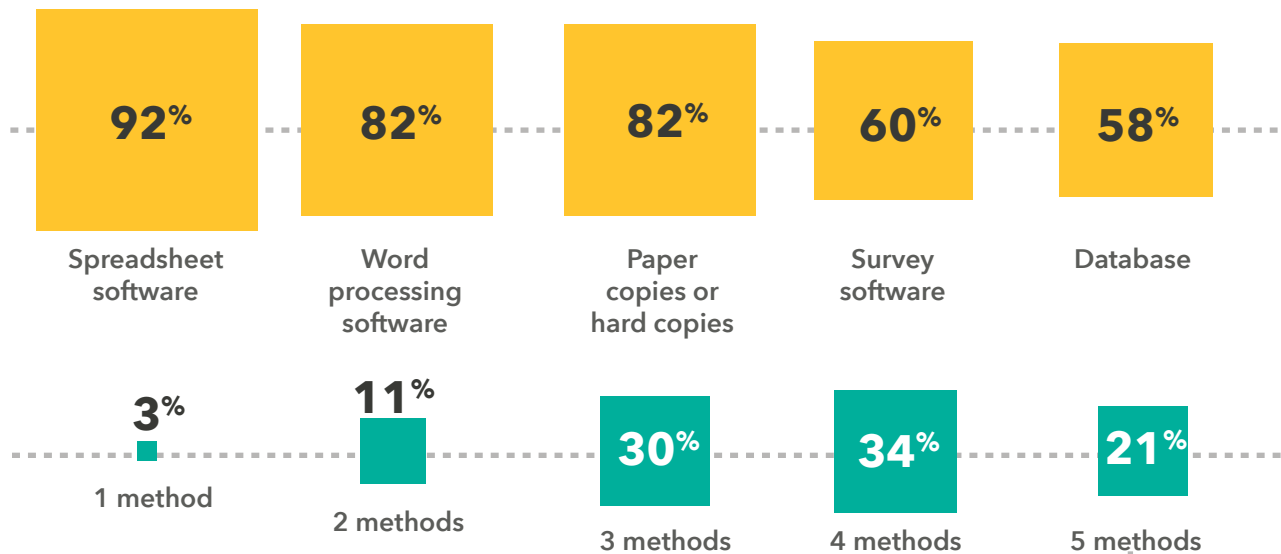 92%
82%
82%
60%
58%
Spreadsheet
software
Word
processing
software
Paper
copies or
hard copies
Survey
software
Database
3%
11%
30%
34%
21%
1 method
2 methods
3 methods
4 methods
5 methods